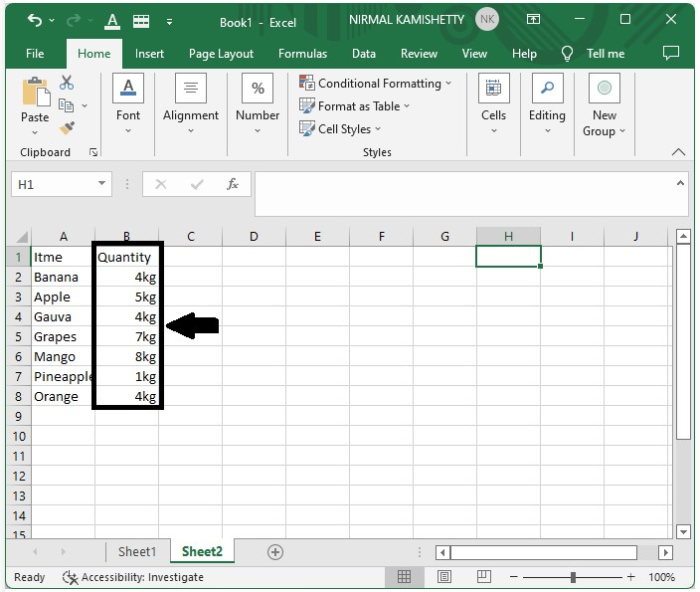 Book1 - Excel NIRMAL KAMISHETTY NK
File Home Insert Page Layout Formulas Data Review View Help Tell me
Paste
Clipboard
Font
Alignment
%
Number
Conditional Formatting
Format as Table
Cell Styles
Styles
Cells
Editing
New
Group
H1 fx
A B C D E F G H I J
1 Itme Quantity
2 Banana 4kg
3 Apple 5kg
4 Gauva 4kg
5 Grapes 7kg
6 Mango 8kg
7 Pineapple 1kg
8 Orange 4kg
9
10
11
12
13
14
15
Sheet1 Sheet2
Ready Accessibility: Investigate 100%